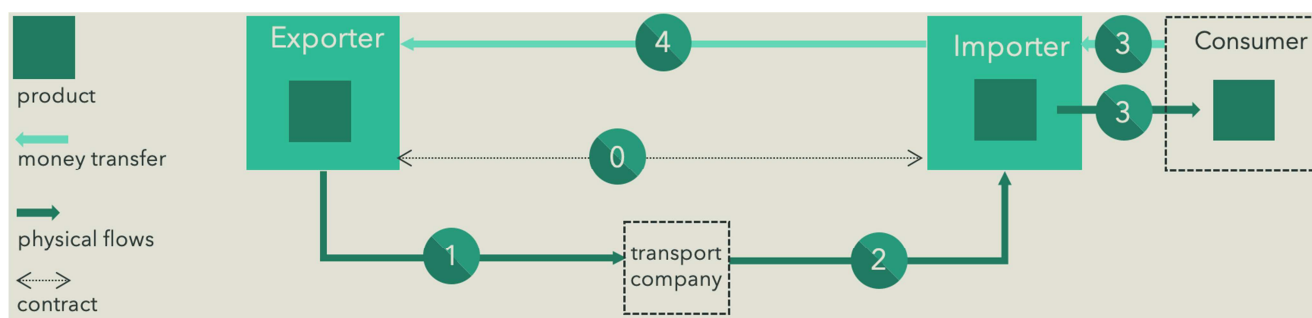 Exporter
4
Importer
3
Consumer
product
3
money transfer
0
physical flows
1
transport
company
2
contract